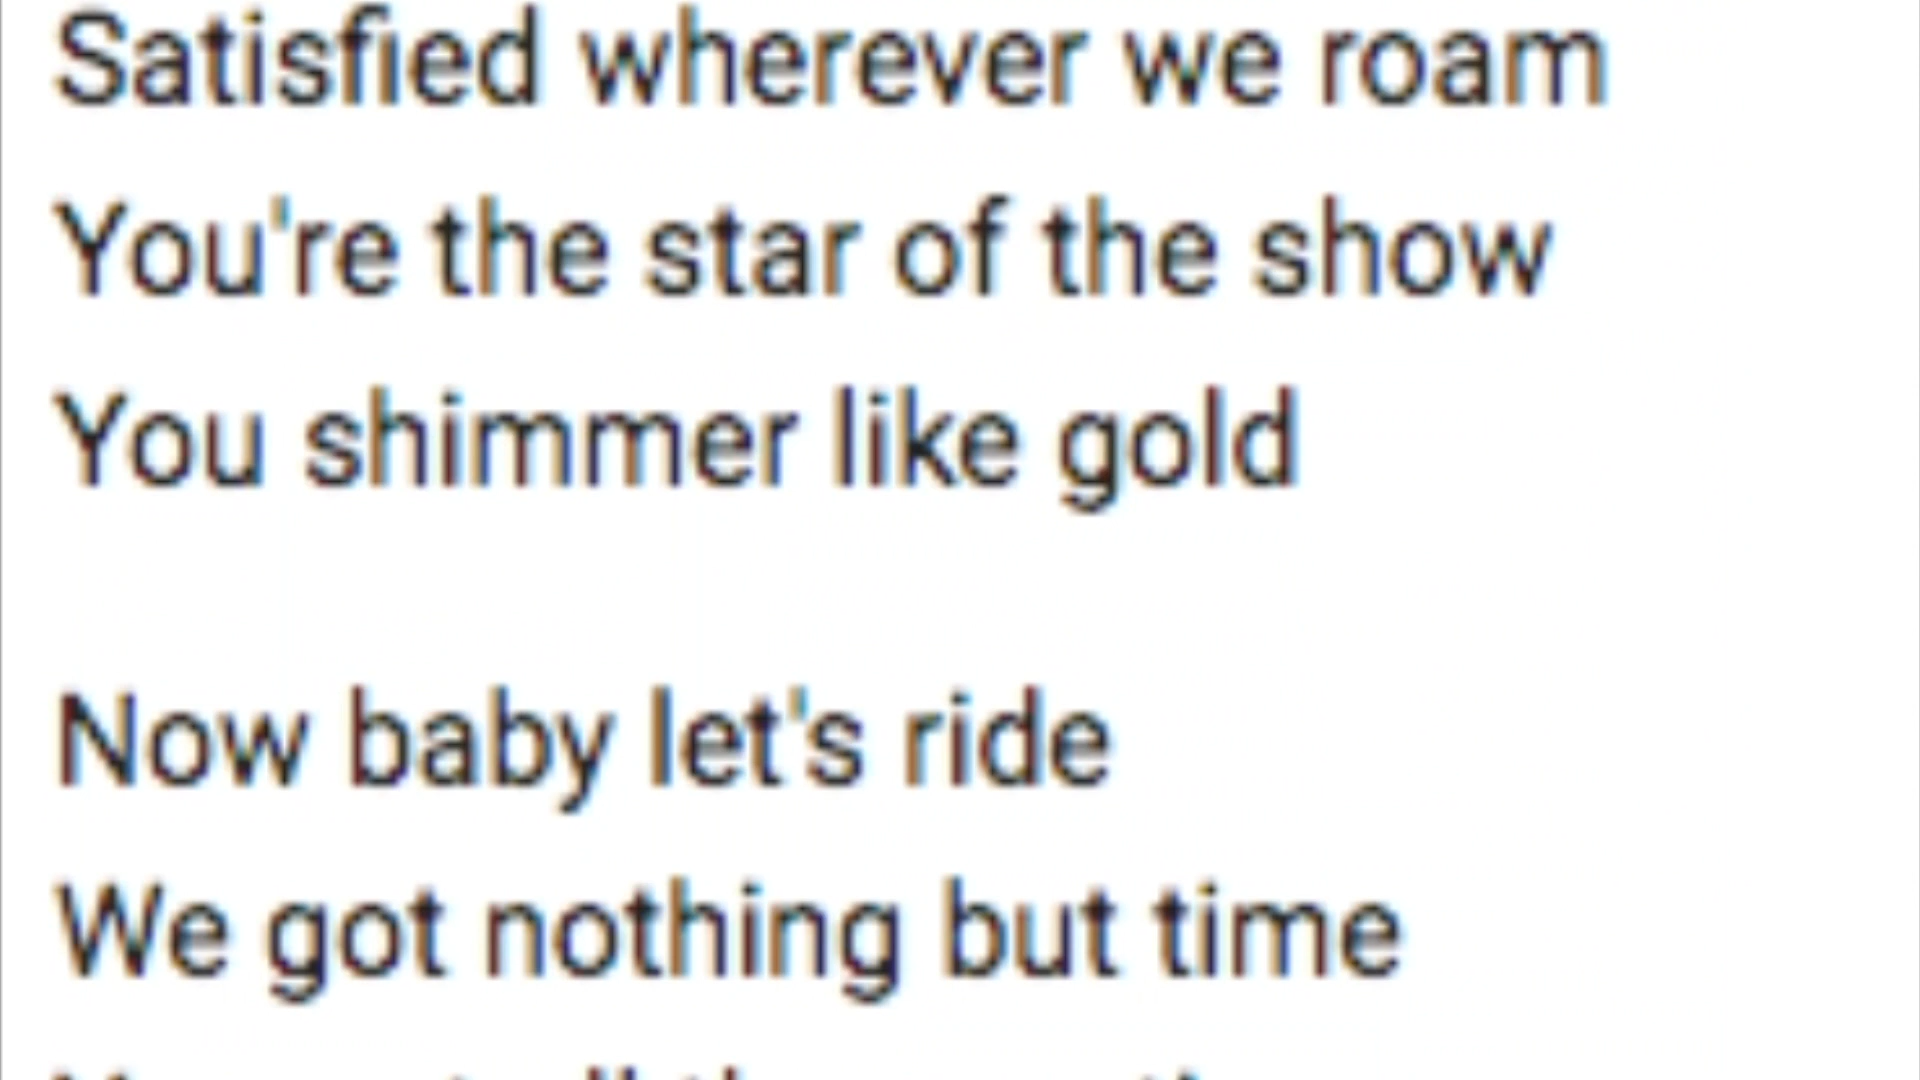 Satisfied wherever we roam
You're the star of the show
You shimmer like gold
Now baby let's ride
We got nothing but time